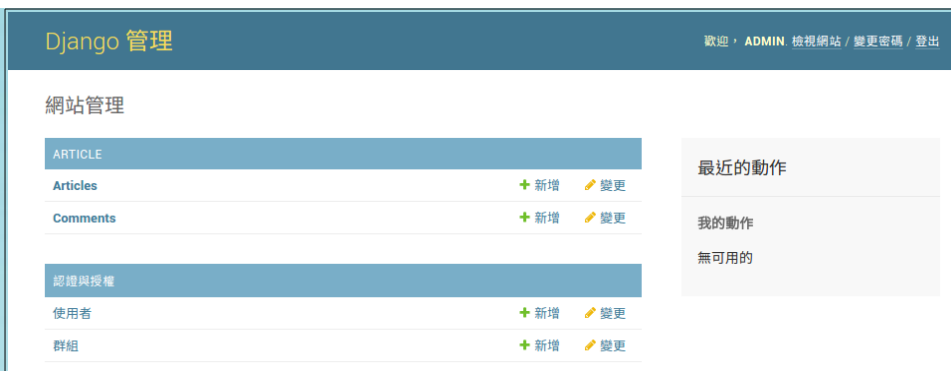 Django 管理
歡迎， ADMIN. 檢視網站 / 變更密碼 / 登出
網站管理
ARTICLE
Articles 新增 變更
Comments 新增 變更
認證與授權
使用者 新增 變更
群組 新增 變更
最近的動作
我的動作
無可用的